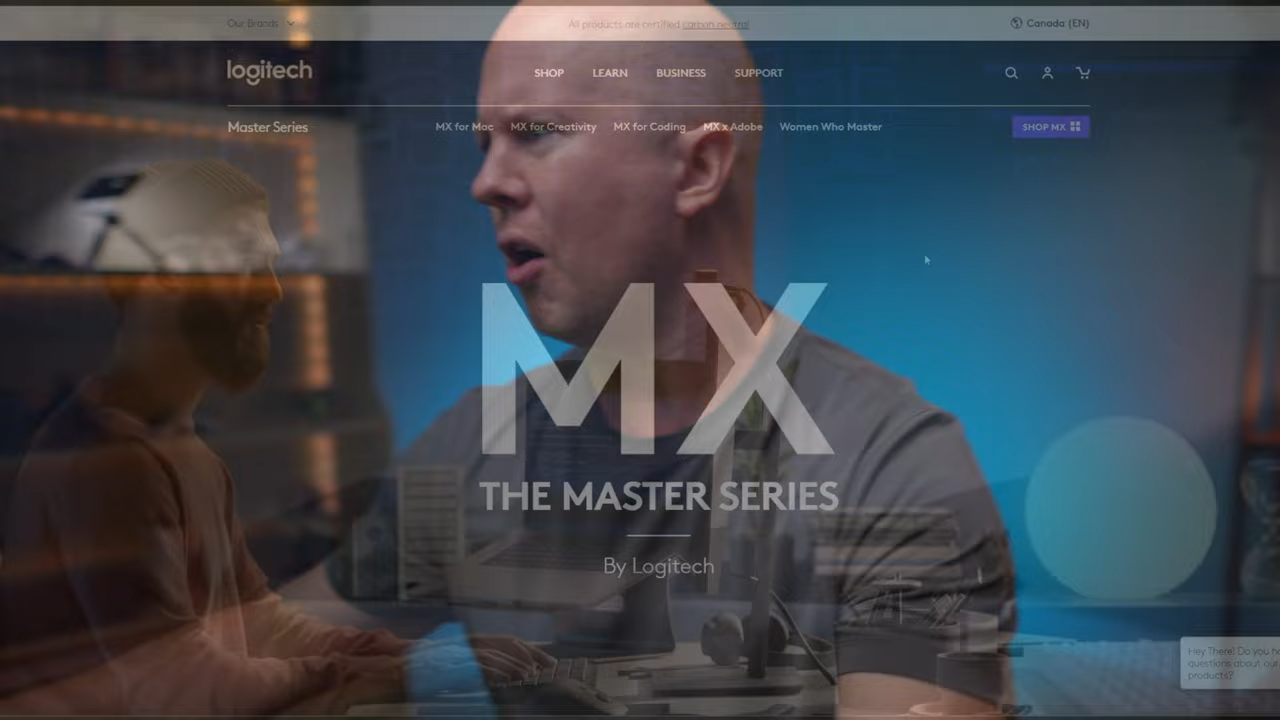 Our Brands
All products are certified carbon neutral
Canada (EN)
logitech
SHOP LEARN BUSINESS SUPPORT
Master Series
MX for Mac MX for Creativity MX for Coding MX x Adobe Women Who Master
SHOP MX
MX
THE MASTER SERIES
By Logitech
Hey There! Do you
questions about
products?